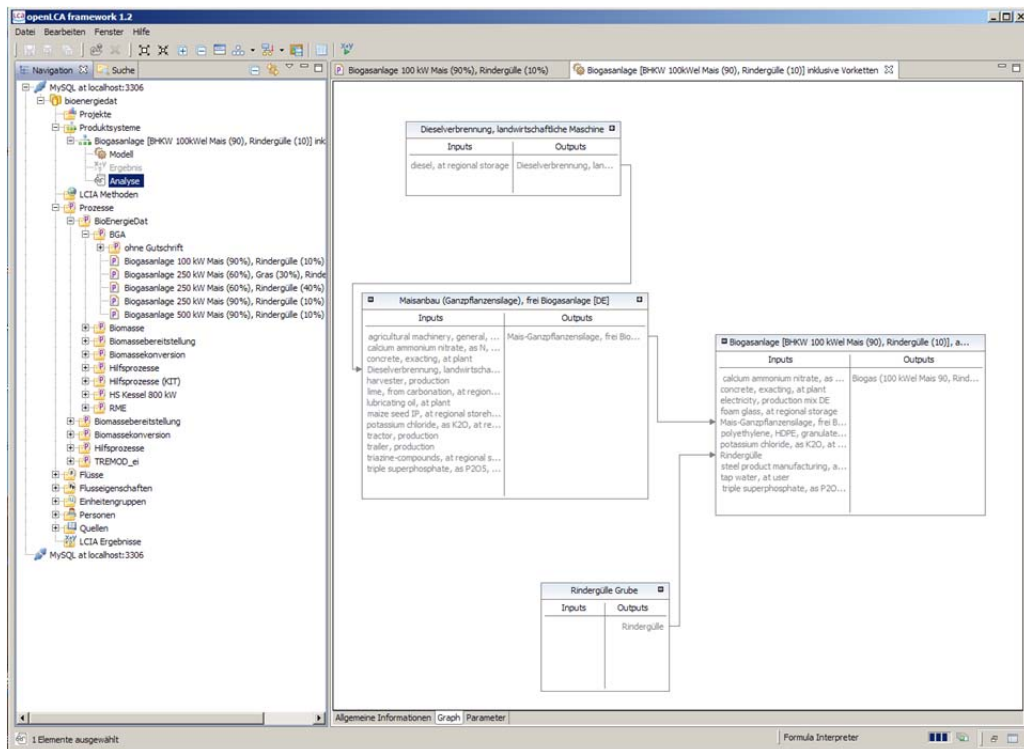 openLCA framework 1.2
Datei Bearbeiten Fenster Hilfe
Navigation Suche
MySQL at localhost:3306
bioenergiedat
Projekte
Produktsysteme
Biogasanlage [BHKW 100kWel Mais (90), Rindergülle (10)] ink
Modell
Ergebnis
Analyse
LCIA Methoden
Prozesse
BioEnergieDat
BGA
ohne Gutschrift
Biogasanlage 100 kW Mais (90%), Rindergülle (10%)
Biogasanlage 250 kW Mais (60%), Gras (30%), Rinde
Biogasanlage 250 kW Mais (60%), Rindergülle (40%)
Biogasanlage 250 kW Mais (90%), Rindergülle (10%)
Biogasanlage 500 kW Mais (90%), Rindergülle (10%)
Biomasse
Biomassebereitstellung
Biomassekonversion
Hilfsprozesse
Hilfsprozesse (KIT)
HS Kessel 800 kW
RME
Biomassebereitstellung
Biomassekonversion
Hilfsprozesse
TREMOD_ei
Flüsse
Flusseigenschaften
Einheitengruppen
Personen
Quellen
LCIA Ergebnisse
MySQL at localhost:3306
Biogasanlage 100 kW Mais (90%), Rindergülle (10%)
Biogasanlage [BHKW 100kWel Mais (90), Rindergülle (10)] inklusive Vorketten
Dieselverbrennung, landwirtschaftliche Maschine
Inputs Outputs
diesel, at regional storage Dieselverbrennung, lan...
Maisanbau (Ganzpflanzensilage), frei Biogasanlage [DE]
Inputs Outputs
agricultural machinery, general, ... Mais-Ganzpflanzensilage, frei Bio...
calcium ammonium nitrate, as N, ...
concrete, exacting, at plant
Dieselverbrennung, landwirtscha...
harvester, production
lime, from carbonation, at region...
lubricating oil, at plant
maize seed IP, at regional storeh...
potassium chloride, as K2O, at re...
tractor, production
trailer, production
triazine-compounds, at regional s...
triple superphosphate, as P2O5, ...
Biogasanlage [BHKW 100 kWel Mais (90), Rindergülle (10)], a...
Inputs Outputs
calcium ammonium nitrate, as ... Biogas (100 kWel Mais 90, Rind...
concrete, exacting, at plant
electricity, production mix DE
foam glass, at regional storage
Mais-Ganzpflanzensilage, frei B...
polyethylene, HDPE, granulate...
potassium chloride, as K2O, at ...
Rindergülle
steel product manufacturing, a...
tap water, at user
triple superphosphate, as P2O...
Rindergülle Grube
Inputs Outputs
Rindergülle
Allgemeine Informationen Graph Parameter
1 Elemente ausgewählt
Formula Interpreter